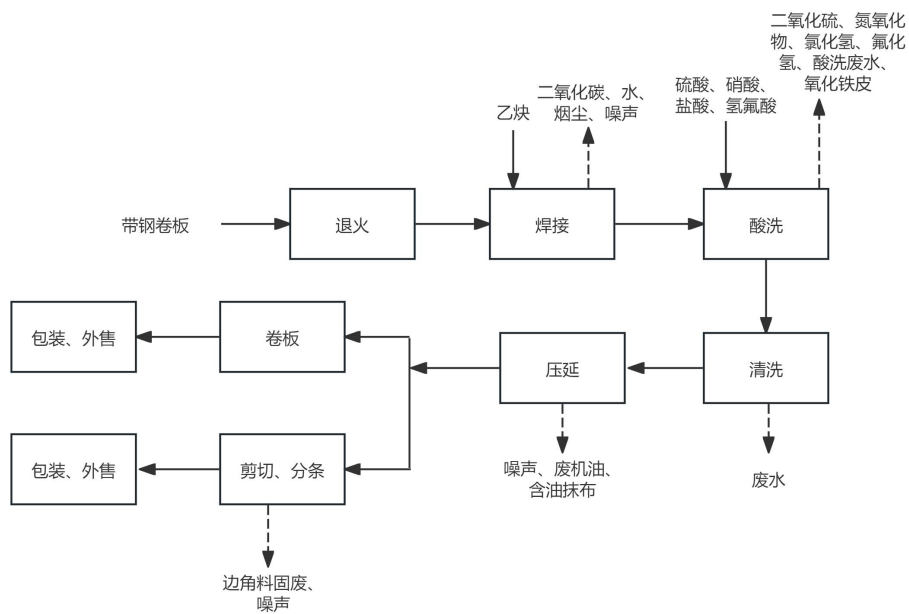 二氧化硫、氮氧化
物、氯化氢、氟化
氢、酸洗废水、
氧化铁皮
硫酸、硝酸、
盐酸、氢氟酸
二氧化碳、水、
烟尘、噪声
乙炔
带钢卷板
退火
焊接
酸洗
包装、外售
卷板
压延
清洗
包装、外售
剪切、分条
噪声、废机油、
含油抹布
废水
边角料固废、
噪声